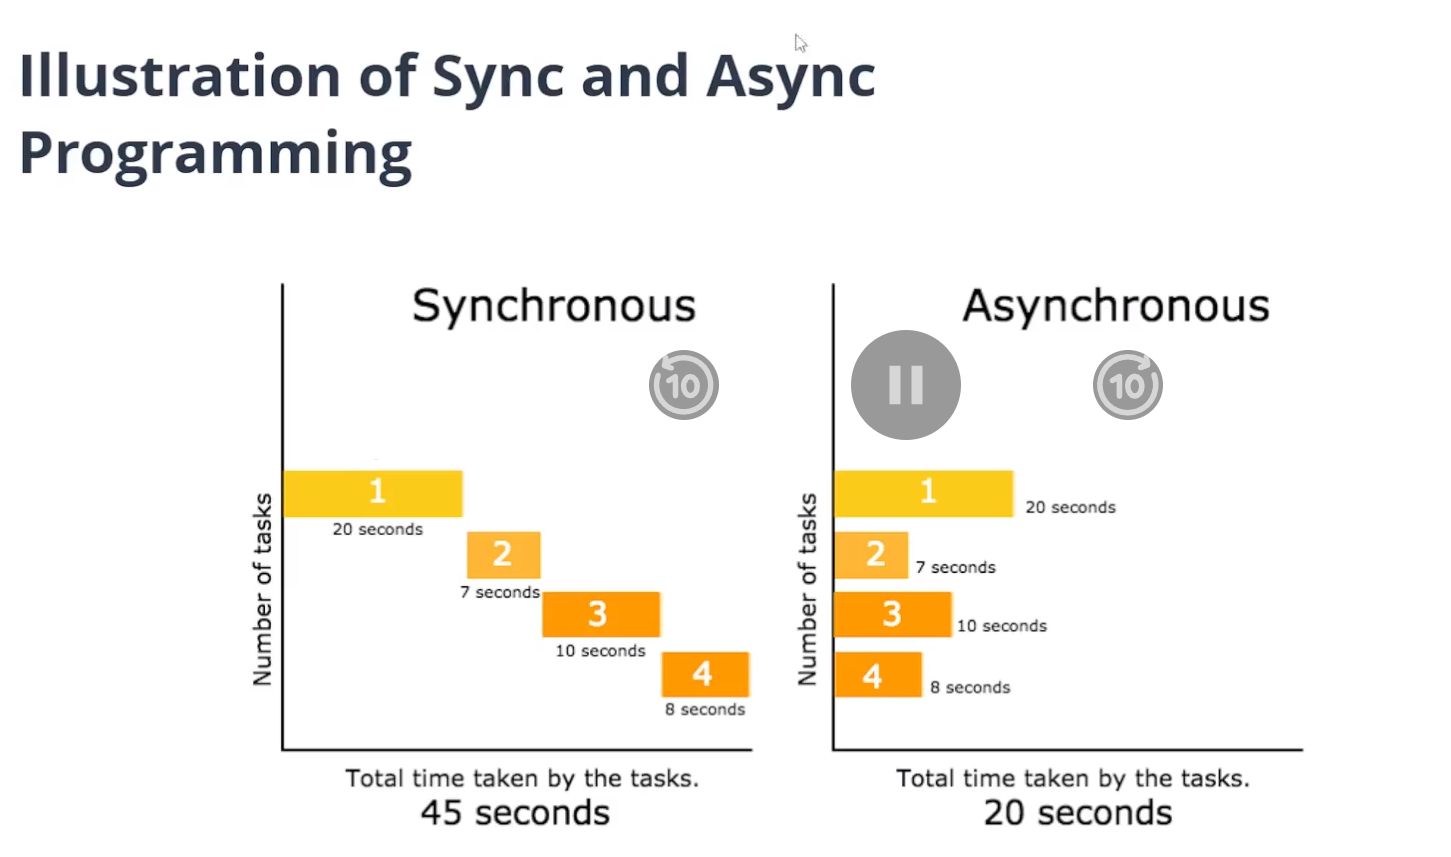 Illustration of Sync and Async
Programming
Synchronous
10
Number of tasks
1
20 seconds
2
7 seconds
3
10 seconds
4
8 seconds
Total time taken by the tasks.
45 seconds
Asynchronous
10
Number of tasks
1
20 seconds
2
7 seconds
3
10 seconds
4
8 seconds
Total time taken by the tasks.
20 seconds